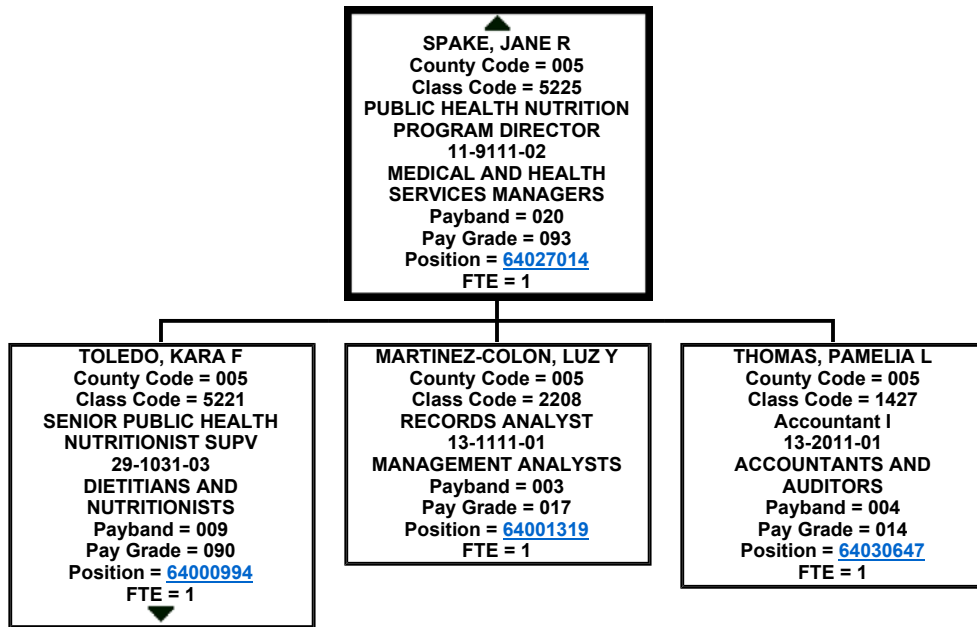 SPAKE, JANE R
County Code = 005
Class Code = 5225
PUBLIC HEALTH NUTRITION
PROGRAM DIRECTOR
11-9111-02
MEDICAL AND HEALTH
SERVICES MANAGERS
Payband = 020
Pay Grade = 093
Position = 64027014
FTE = 1
TOLEDO, KARA F
County Code = 005
Class Code = 5221
SENIOR PUBLIC HEALTH
NUTRITIONIST SUPV
29-1031-03
DIETITIANS AND
NUTRITIONISTS
Payband = 009
Pay Grade = 090
Position = 64000994
FTE = 1
MARTINEZ-COLON, LUZ Y
County Code = 005
Class Code = 2208
RECORDS ANALYST
13-1111-01
MANAGEMENT ANALYSTS
Payband = 003
Pay Grade = 017
Position = 64001319
FTE = 1
THOMAS, PAMELIA L
County Code = 005
Class Code = 1427
Accountant I
13-2011-01
ACCOUNTANTS AND
AUDITORS
Payband = 004
Pay Grade = 014
Position = 64030647
FTE = 1